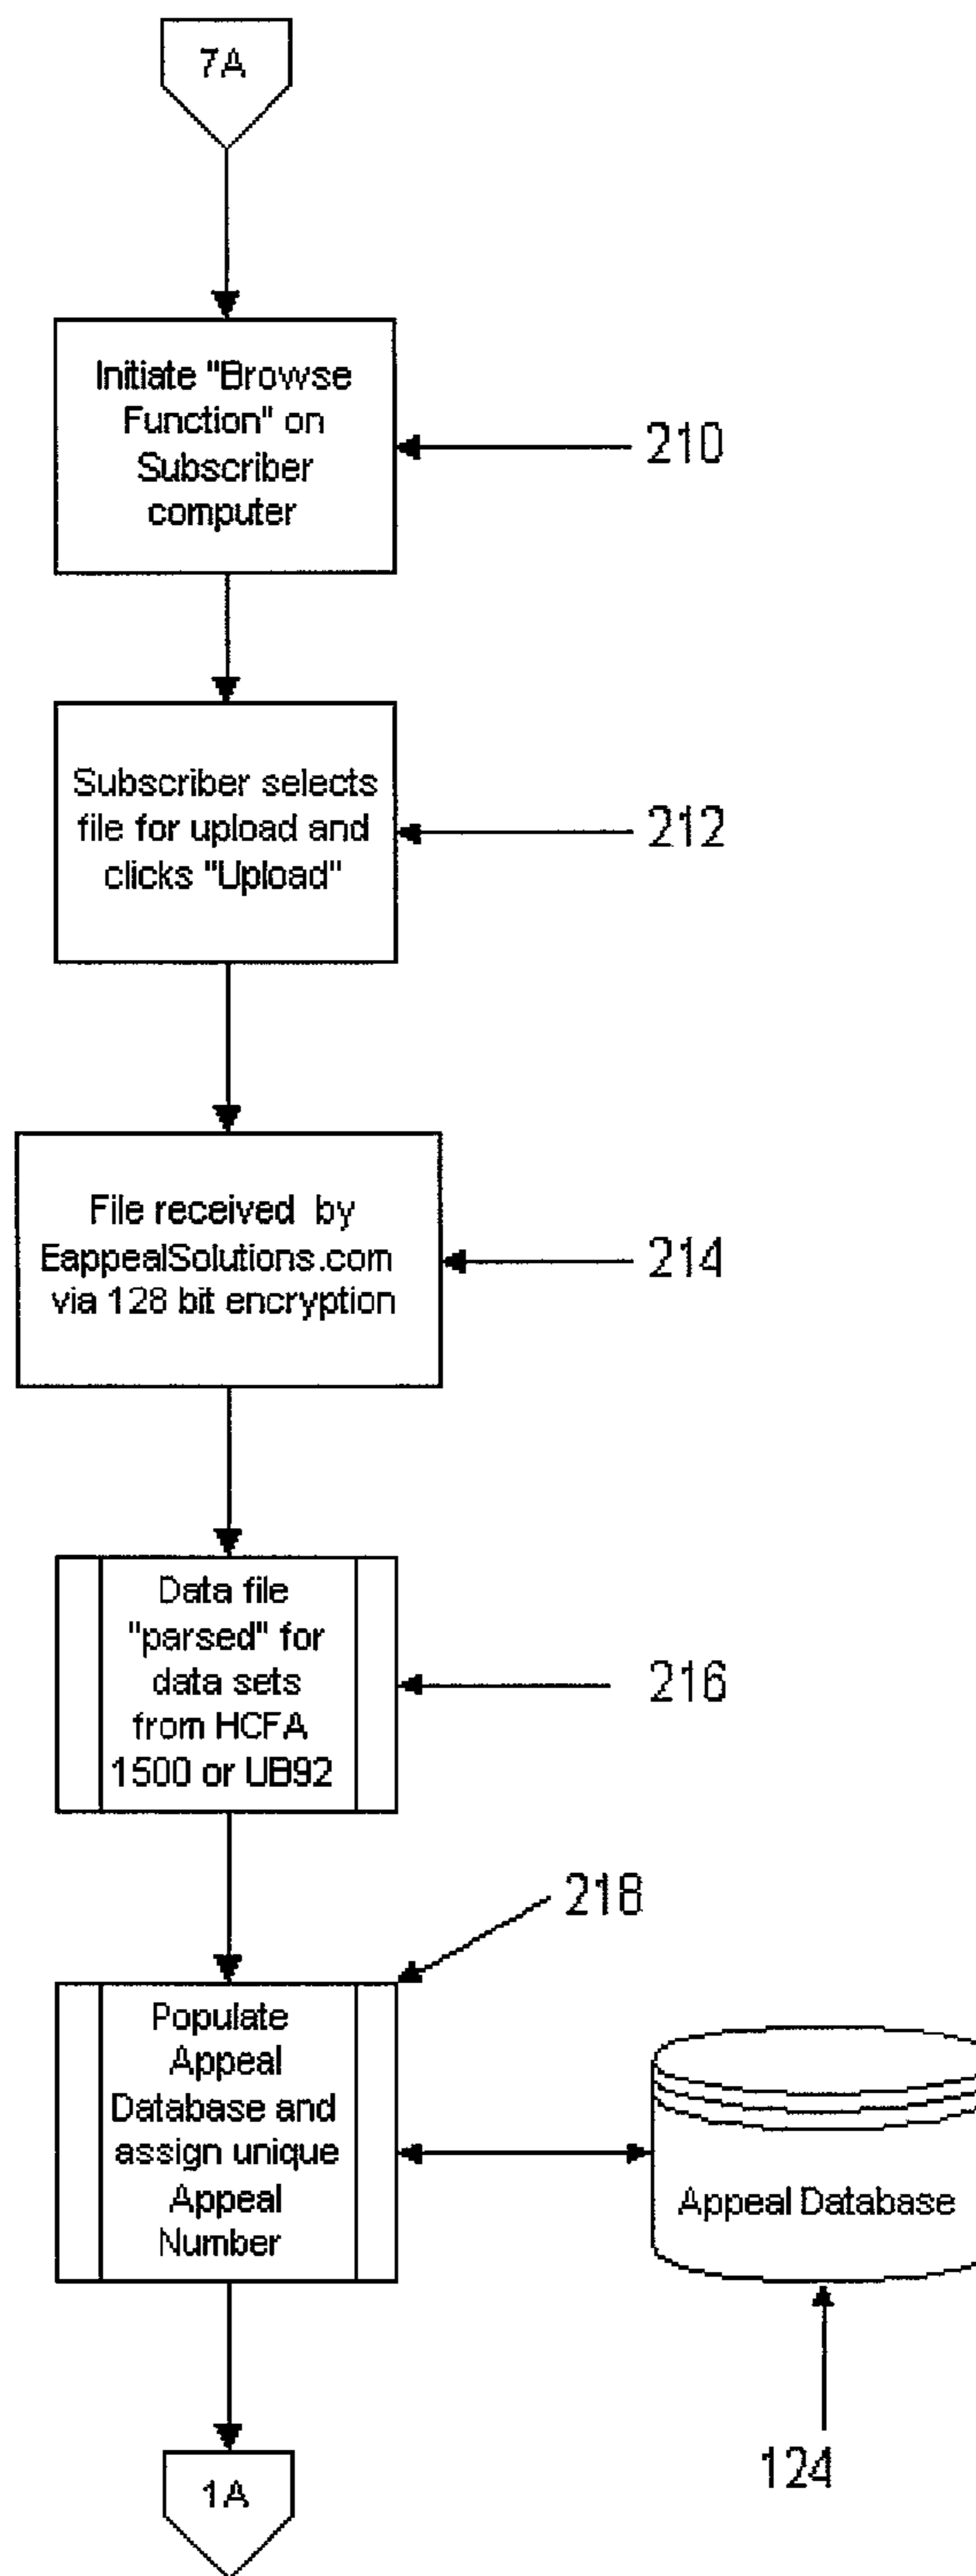 7A
Initiate "Browse
Function" on
Subscriber
computer
210
Subscriber selects
file for upload and
clicks "Upload"
212
File received by
EappealSolutions.com
via 128 bit encryption
214
Data file
"parsed" for
data sets
from HCFA
1500 or UB92
216
218
Populate
Appeal
Database and
assign unique
Appeal
Number
Appeal Database
124
1A